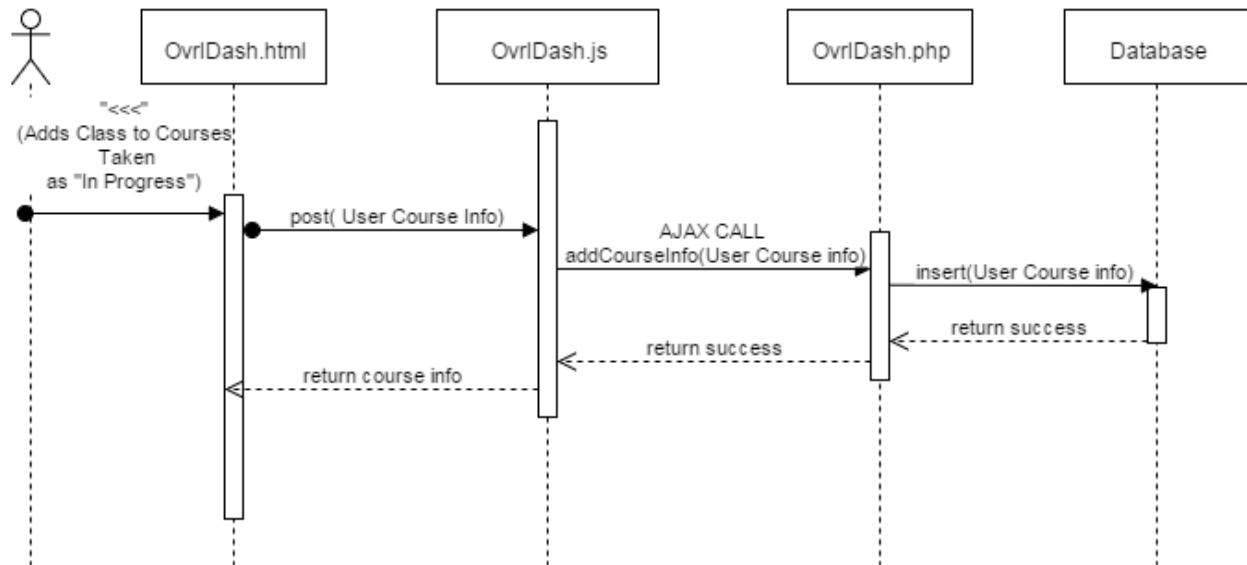 OvrlDash.html
OvrlDash.js
OvrlDash.php
Database
"<<<"
(Adds Class to Courses
Taken
as "In Progress")
post( User Course Info)
AJAX CALL
addCourseInfo(User Course info)
insert(User Course info)
return success
return success
return course info